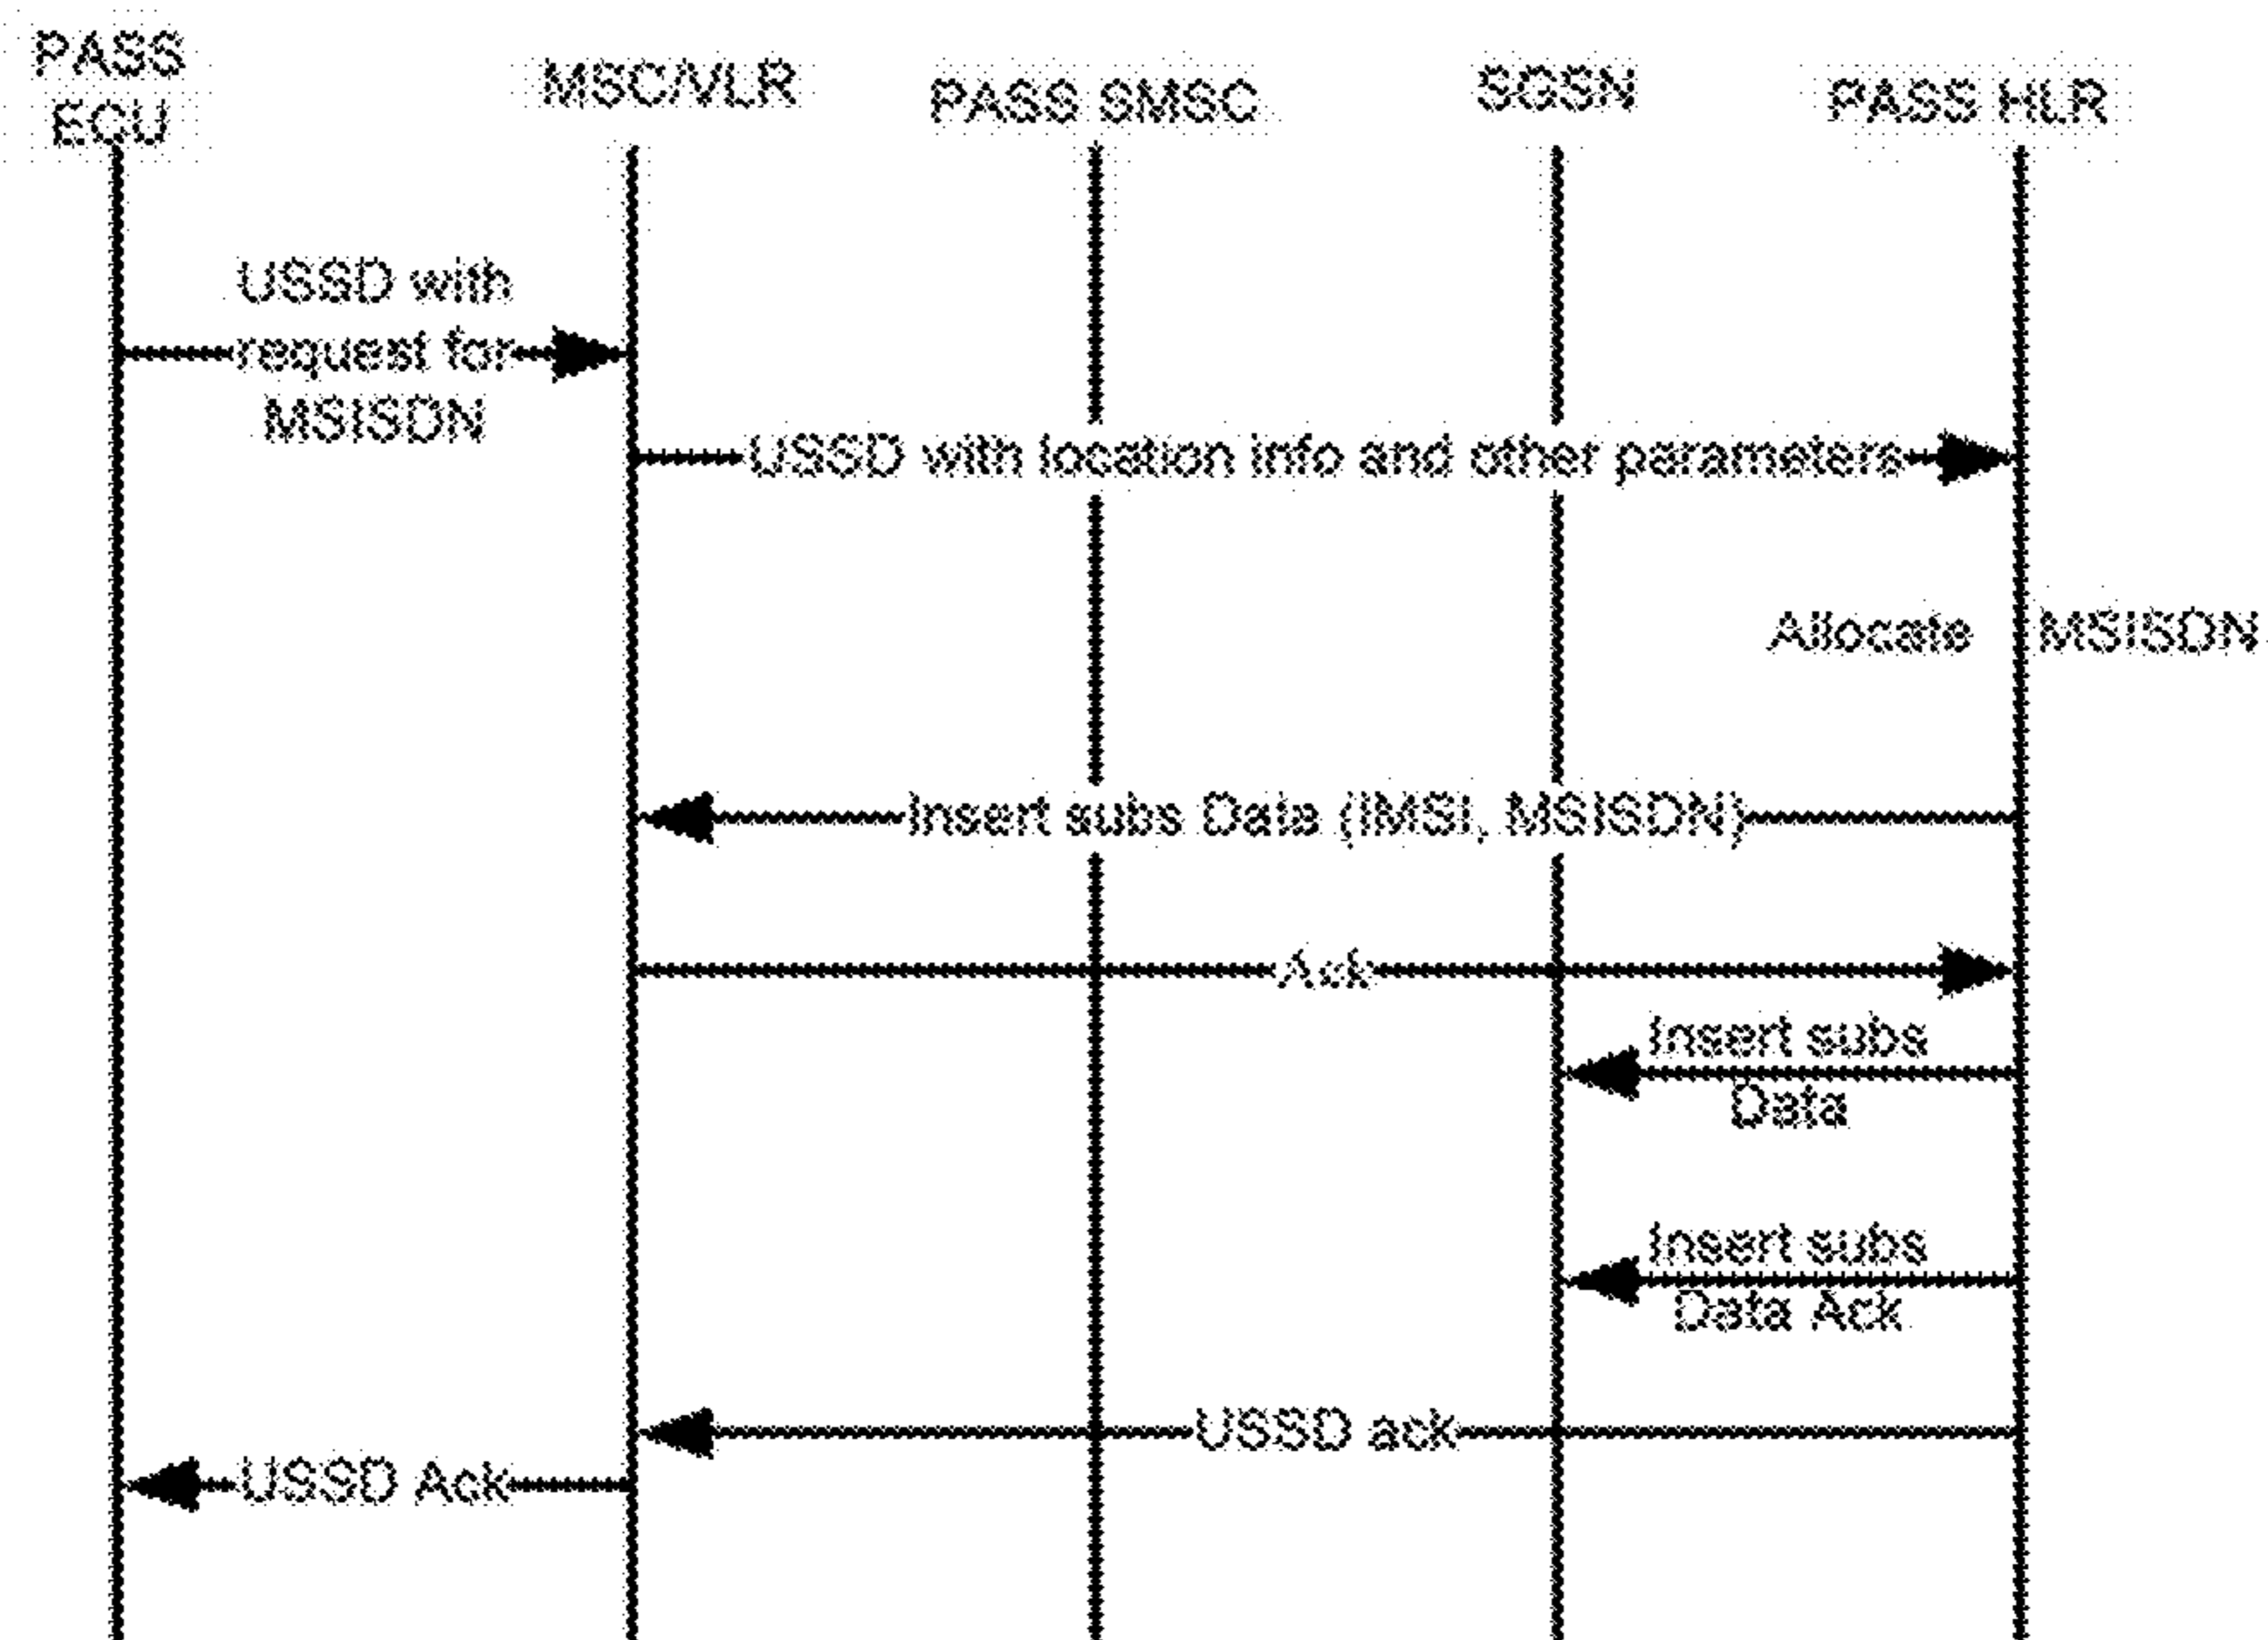 PASS
ECU
MSC/VLR
PASS SMSC
SGSN
PASS HLR
USSD with
request for
MSISDN
USSD with location info and other parameters
Allocate MSISDN
Insert subs Data (IMSI, MSISDN)
Ack
Insert subs
Data
Insert subs
Data Ack
USSD ack
USSD Ack